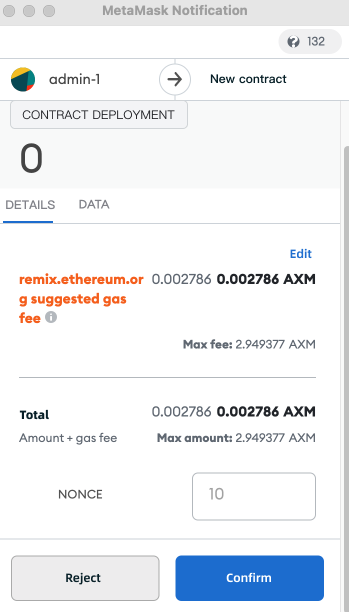 MetaMask Notification
132
admin-1
New contract
CONTRACT DEPLOYMENT
0
DETAILS DATA
Edit
remix.ethereum.or 0.002786 0.002786 AXM
g suggested gas
fee
Max fee: 2.949377 AXM
Total 0.002786 0.002786 AXM
Amount + gas fee Max amount: 2.949377 AXM
NONCE 10
Reject Confirm